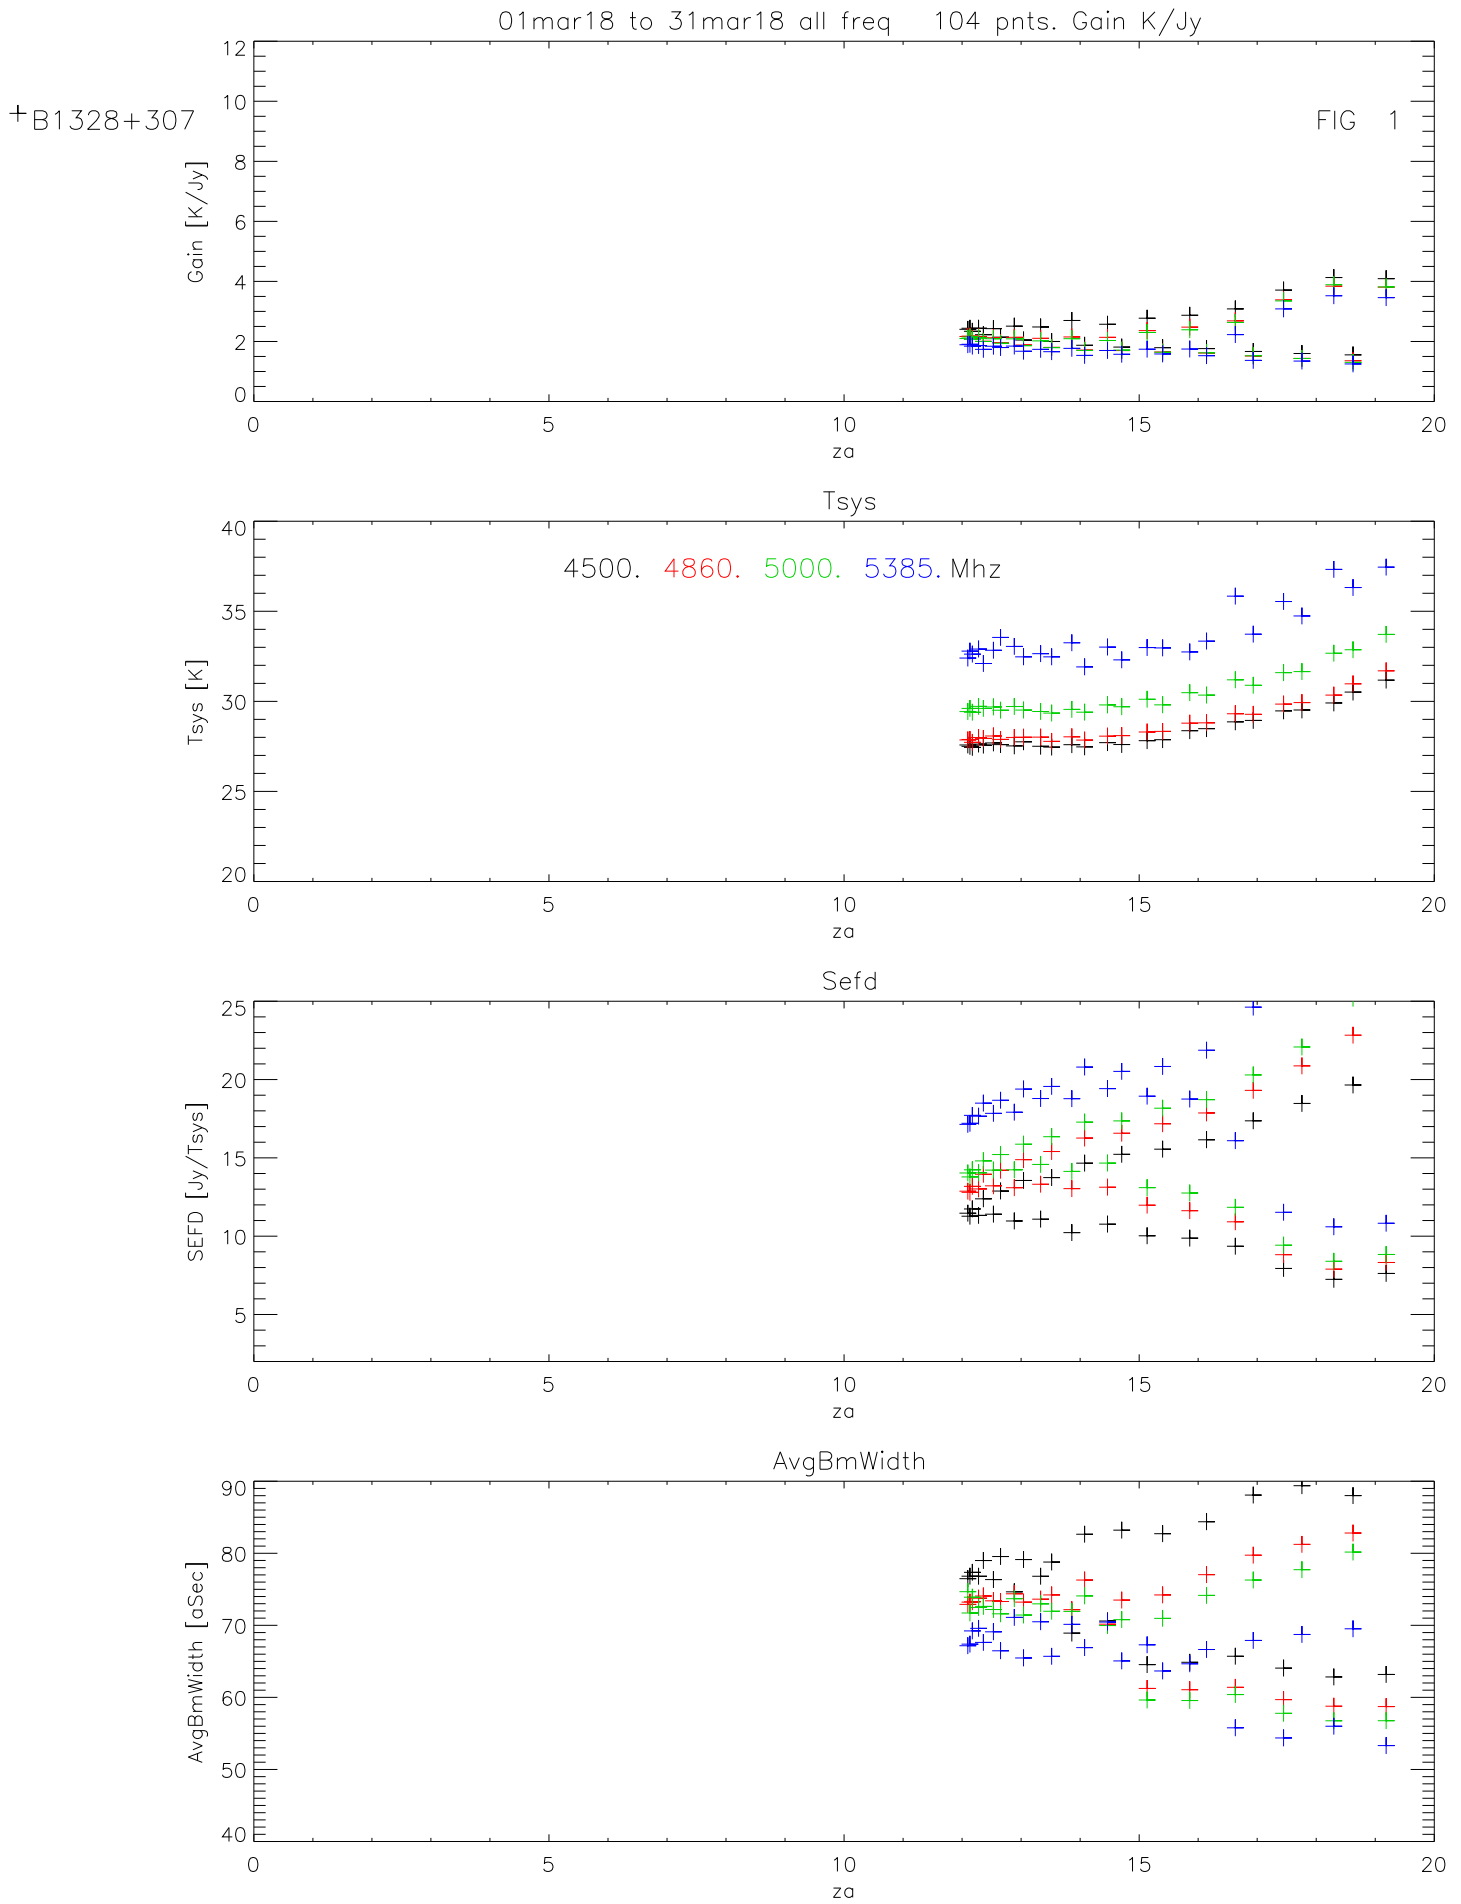 01mar18 to 31mar18 all freq 104 pnts. Gain K/Jy
+B1328+307
FIG 1
Gain [K/Jy]
12
10
8
6
4
2
0
0 5 10 15 20
za
Tsys
4500. 4860. 5000. 5385. Mhz
Tsys [K]
40
35
30
25
20
0 5 10 15 20
za
Sefd
SEFD [Jy/Tsys]
25
20
15
10
5
0 5 10 15 20
za
AvgBmWidth
AvgBmWidth [aSec]
90
80
70
60
50
40
0 5 10 15 20
za